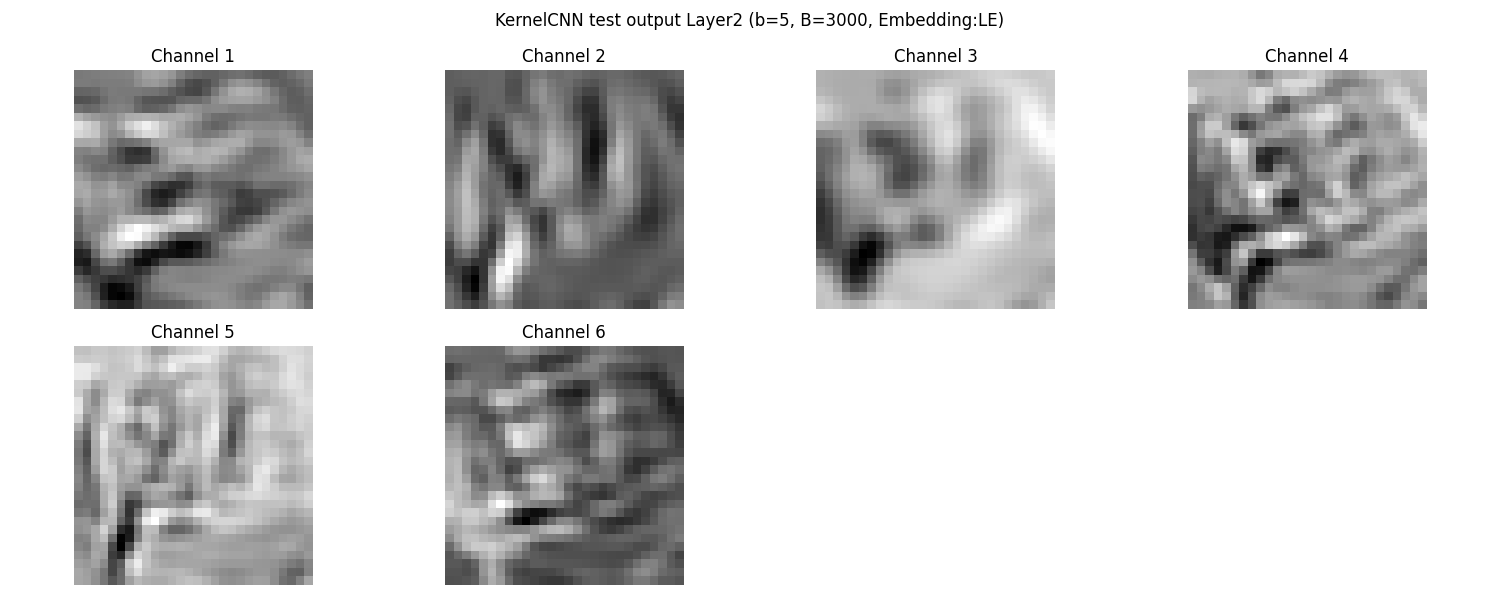 KernelCNN test output Layer2 (b=5, B=3000, Embedding:LE)
Channel 1
Channel 2
Channel 3
Channel 4
Channel 5
Channel 6